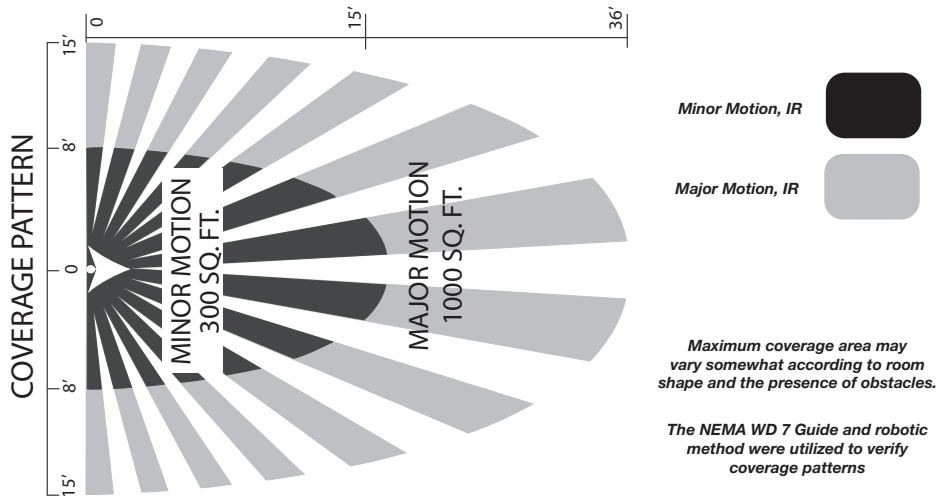 0
15'
36'
15'
8'
0
8'
15'
COVERAGE PATTERN
MINOR MOTION
300 SQ. FT.
MAJOR MOTION
1000 SQ. FT.
Minor Motion, IR
Major Motion, IR
Maximum coverage area may
vary somewhat according to room
shape and the presence of obstacles.
The NEMA WD 7 Guide and robotic
method were utilized to verify
coverage patterns